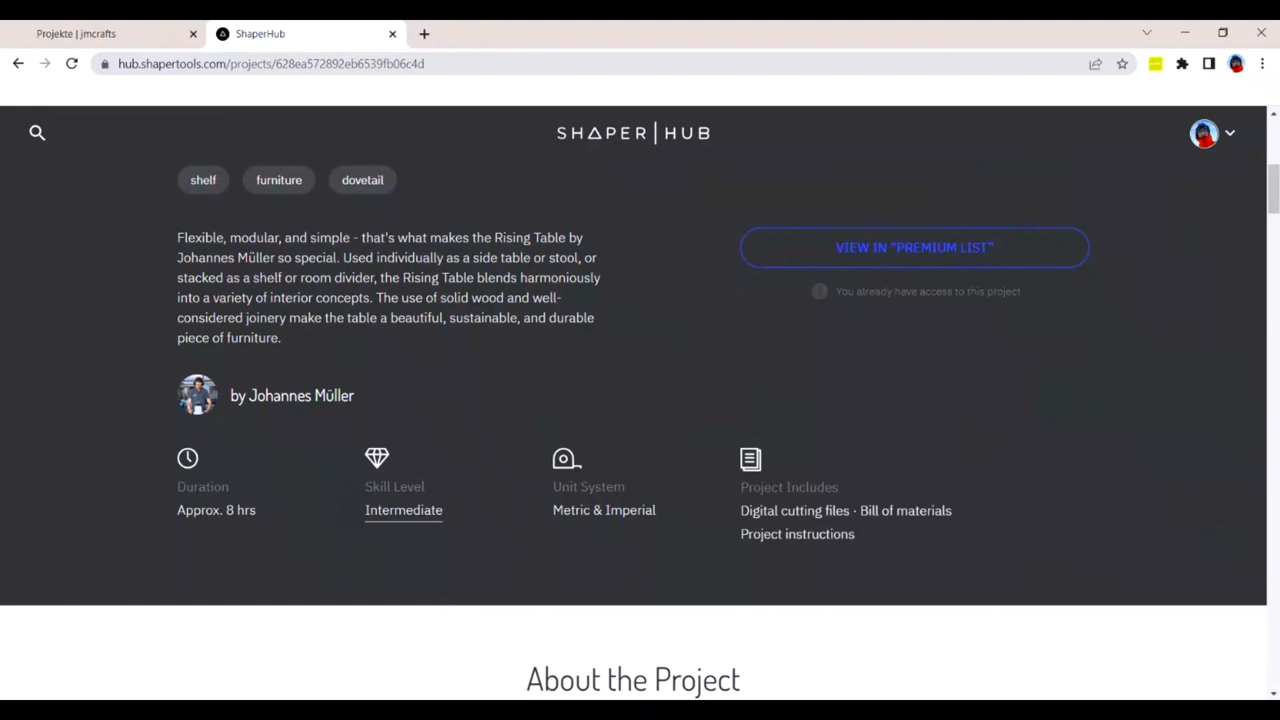 Projekte | jmcrafts
ShaperHub
hub.shapertools.com/projects/628ea572892eb6539fb06c4d
SHAPER|HUB
shelf
furniture
dovetail
Flexible, modular, and simple - that's what makes the Rising Table by
Johannes Müller so special. Used individually as a side table or stool, or
stacked as a shelf or room divider, the Rising Table blends harmoniously
into a variety of interior concepts. The use of solid wood and well-
considered joinery make the table a beautiful, sustainable, and durable
piece of furniture.
VIEW IN "PREMIUM LIST"
You already have access to this project
by Johannes Müller
Duration
Approx. 8 hrs
Skill Level
Intermediate
Unit System
Metric & Imperial
Project Includes
Digital cutting files · Bill of materials
Project instructions
About the Project